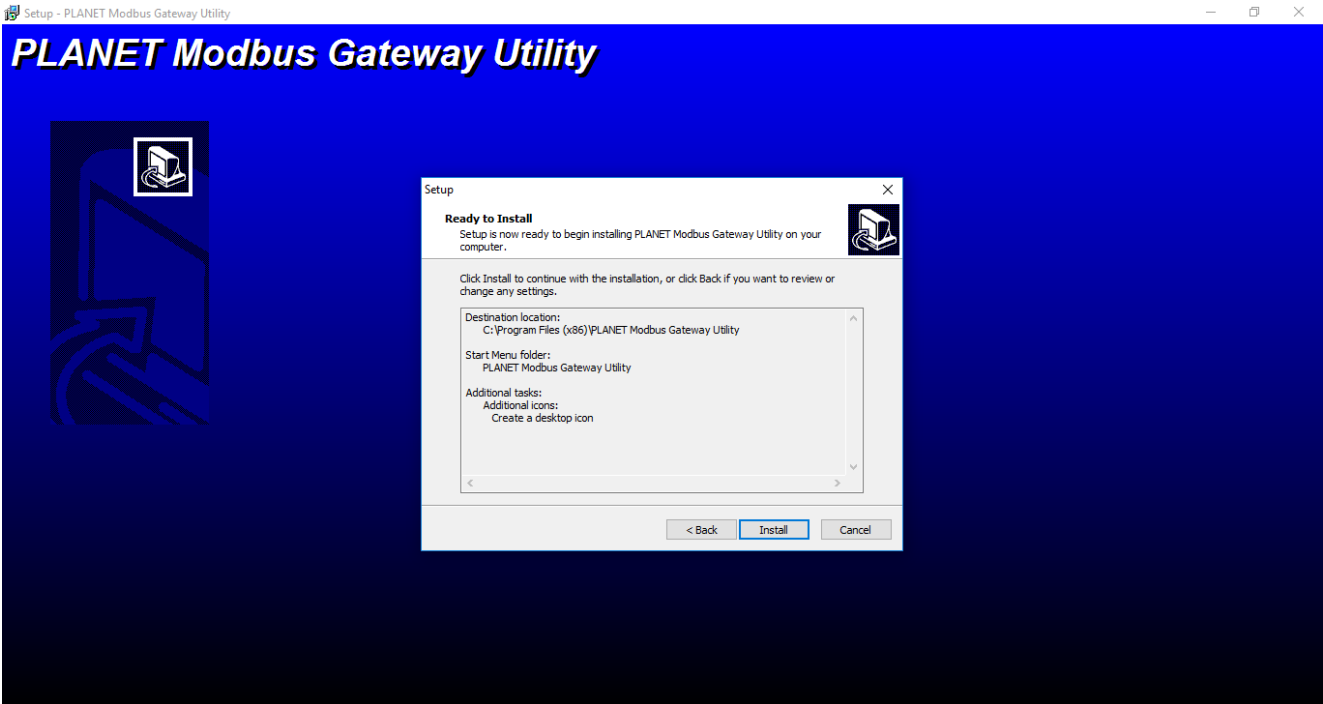 Setup - PLANET Modbus Gateway Utility
PLANET Modbus Gateway Utility
Setup
Ready to Install
Setup is now ready to begin installing PLANET Modbus Gateway Utility on your
computer.
Click Install to continue with the installation, or click Back if you want to review or
change any settings.
Destination location:
C:\Program Files (x86)\PLANET Modbus Gateway Utility
Start Menu folder:
PLANET Modbus Gateway Utility
Additional tasks:
Additional icons:
Create a desktop icon
< Back Install Cancel